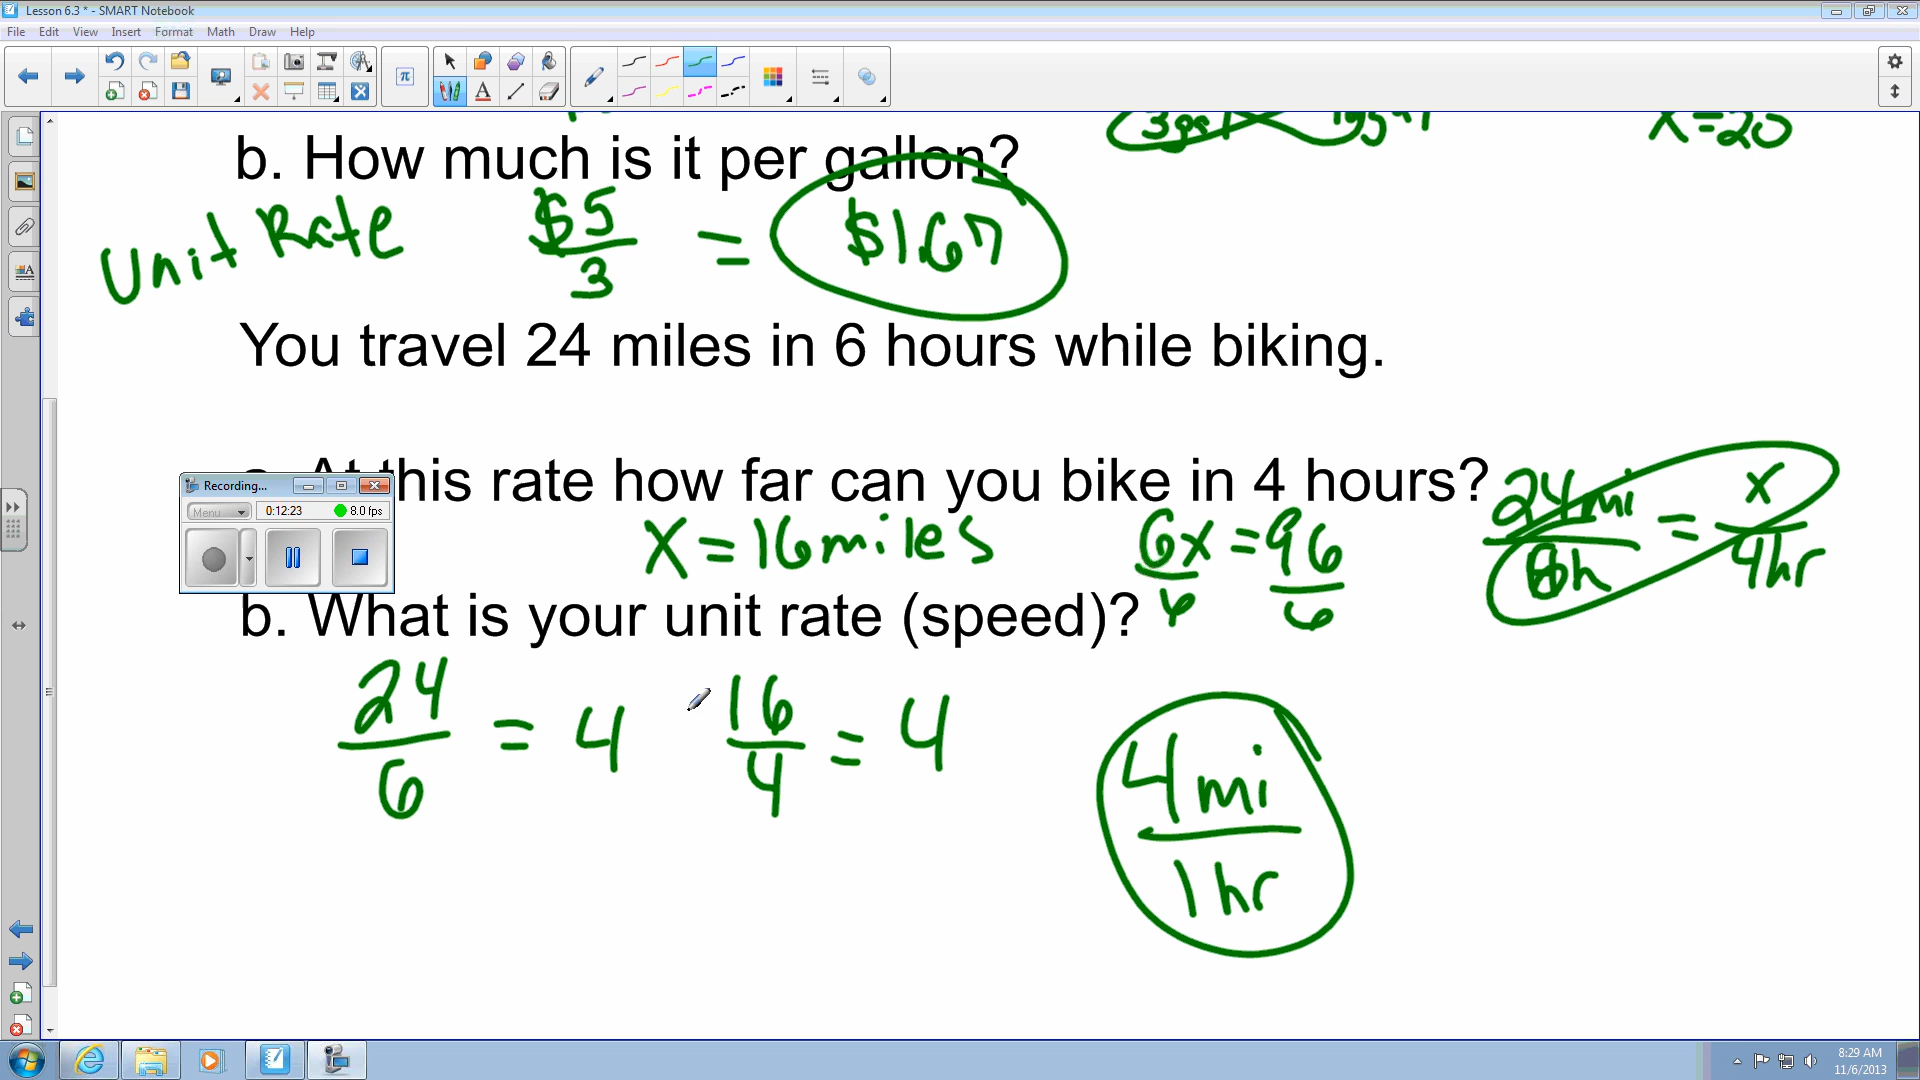 Lesson 6.3 * - SMART Notebook
File Edit View Insert Format Math Draw Help
3gal
x=20
b. How much is it per gallon?
Unit Rate $5/3 = $1.67
You travel 24 miles in 6 hours while biking.
this rate how far can you bike in 4 hours?
24mi = x/4hr
x=16miles 6x/6 =96/6
Recording...
Menu 0:12:23 8.0 fps
b. What is your unit rate (speed)?
24/6 = 4 16/4 = 4
4mi/1hr
8:29 AM
11/6/2013